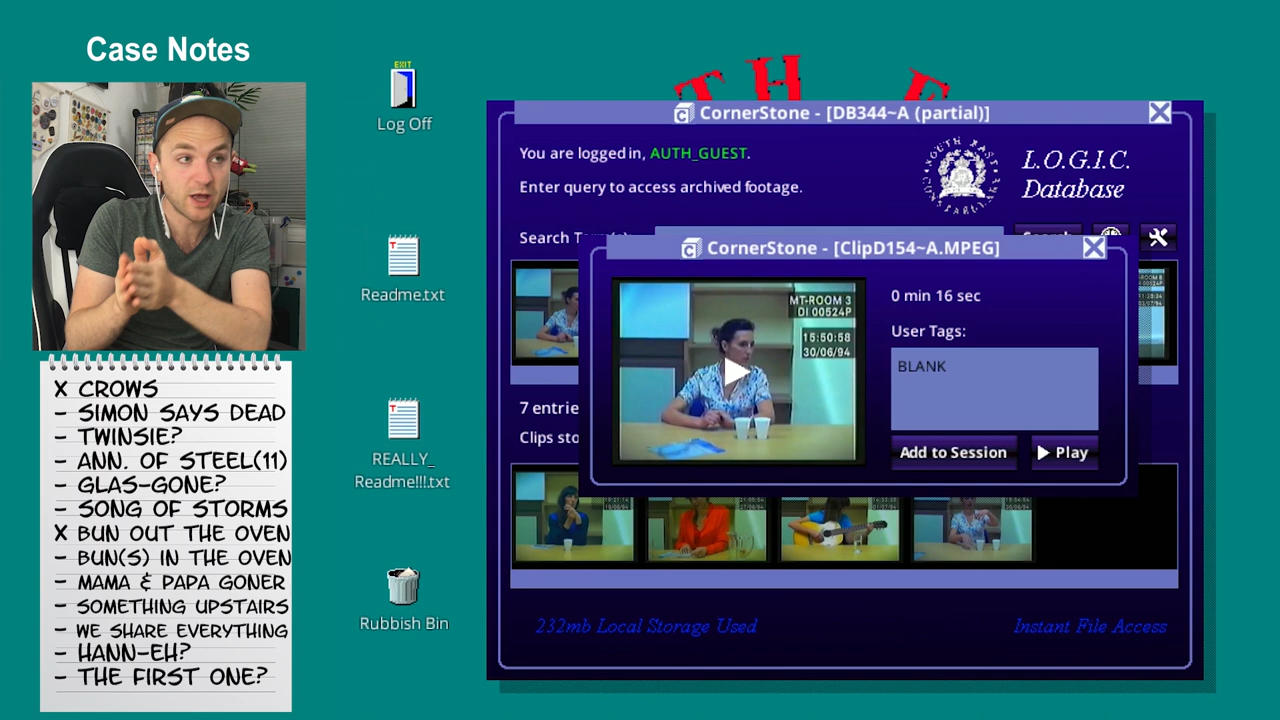 Case Notes
X CROWS
- SIMON SAYS DEAD
- TWINSIE?
- ANN. OF STEEL(11)
- GLAS-GONE?
- SONG OF STORMS
X BUN OUT THE OVEN
- BUN(S) IN THE OVEN
- MAMA & PAPA GONER
- SOMETHING UPSTAIRS
- WE SHARE EVERYTHING
- HANN-EH?
- THE FIRST ONE?
EXIT
Log Off
Readme.txt
REALLY_
Readme!!!.txt
Rubbish Bin
THE
CornerStone - [DB344~A (partial)]
You are logged in, AUTH_GUEST.
Enter query to access archived footage.
L.O.G.I.C.
Database
Search
CornerStone - [ClipD154~A.MPEG]
MT-ROOM 3
DI 00524P
15:50:58
30/06/94
0 min 16 sec
User Tags:
BLANK
Add to Session
Play
7 entrie
Clips sto
232mb Local Storage Used
Instant File Access